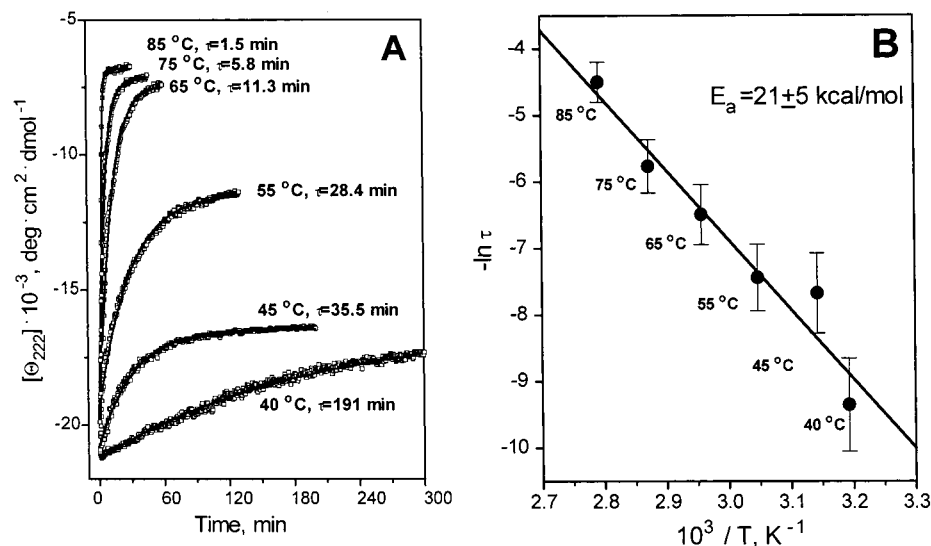 A
85 °C, τ=1.5 min
75 °C, τ=5.8 min
65 °C, τ=11.3 min
55 °C, τ=28.4 min
45 °C, τ=35.5 min
40 °C, τ=191 min
-5
-10
-15
-20
[Θ222]·10-3, deg·cm2·dmol-1
0 60 120 180 240 300
Time, min
B
Ea=21±5 kcal/mol
85 °C
75 °C
65 °C
55 °C
45 °C
40 °C
-4
-5
-6
-7
-8
-9
-10
-ln τ
2.7 2.8 2.9 3.0 3.1 3.2 3.3
103 / T, K-1